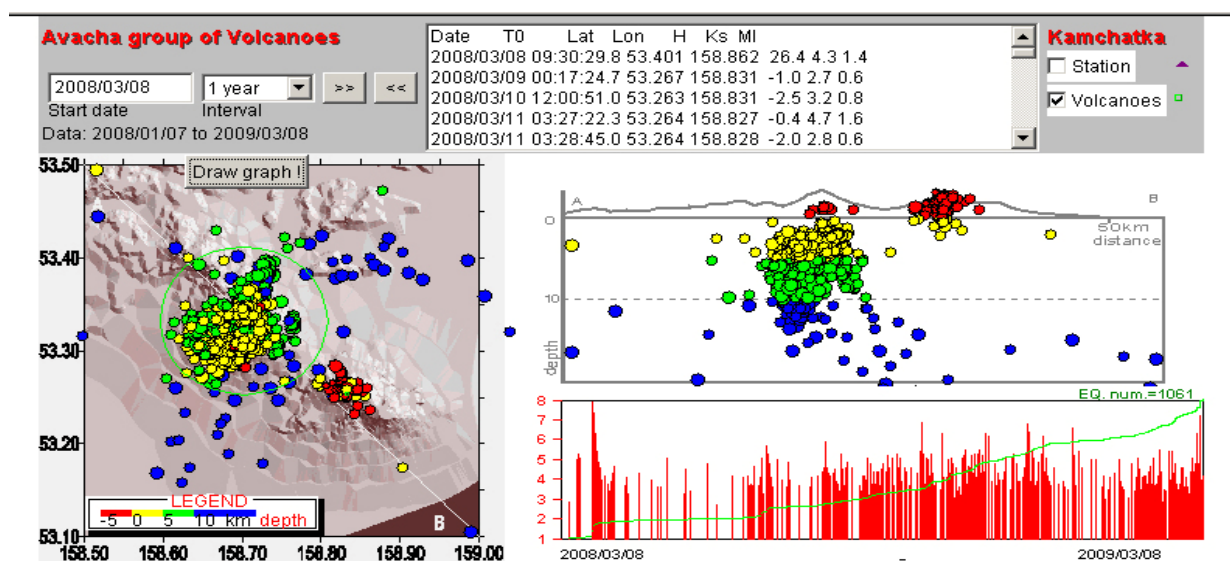 Avacha group of Volcanoes
2008/03/08 1 year >> <<
Start date Interval
Data: 2008/01/07 to 2009/03/08
Date T0 Lat Lon H Ks Ml
2008/03/08 09:30:29.8 53.401 158.862 26.4 4.3 1.4
2008/03/09 00:17:24.7 53.267 158.831 -1.0 2.7 0.6
2008/03/10 12:00:51.0 53.263 158.831 -2.5 3.2 0.8
2008/03/11 03:27:22.3 53.264 158.827 -0.4 4.7 1.6
2008/03/11 03:28:45.0 53.264 158.828 -2.0 2.8 0.6
Kamchatka
Station
Volcanoes
Draw graph !
53.50
53.40
53.30
53.20
53.10
158.50 158.60 158.70 158.80 158.90 159.00
LEGEND
-5 0 5 10 km depth
B
A B
0
50km
distance
10
depth
EQ. num.=1061
8
7
6
5
4
3
2
1
2008/03/08 2009/03/08